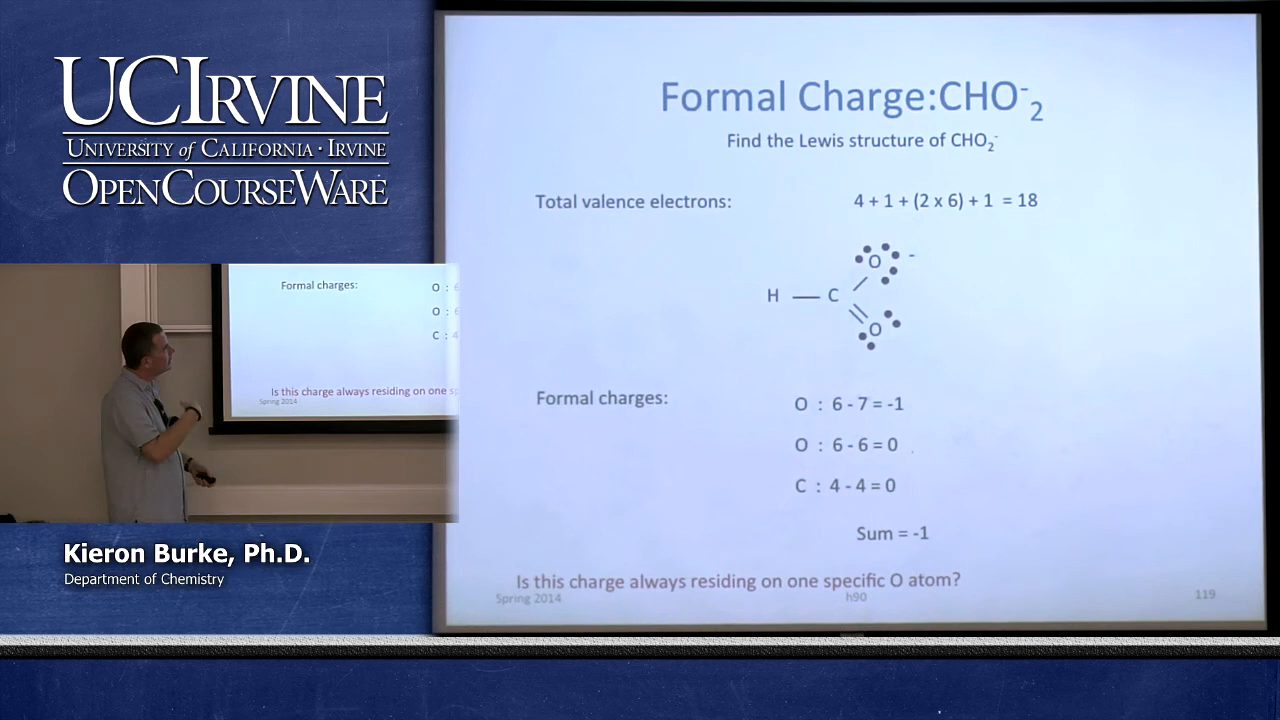 UCIRVINE
UNIVERSITY of CALIFORNIA · IRVINE
OPENCOURSEWARE
Formal charges:
O :
O :
C : 4
Is this charge always residing on one s
Spring 2014
Kieron Burke, Ph.D.
Department of Chemistry
Formal Charge:CHO⁻₂
Find the Lewis structure of CHO₂⁻
Total valence electrons: 4 + 1 + (2 x 6) + 1 = 18
O -
H — C
O
Formal charges:
O : 6 - 7 = -1
O : 6 - 6 = 0
C : 4 - 4 = 0
Sum = -1
Is this charge always residing on one specific O atom?
Spring 2014 h90 119